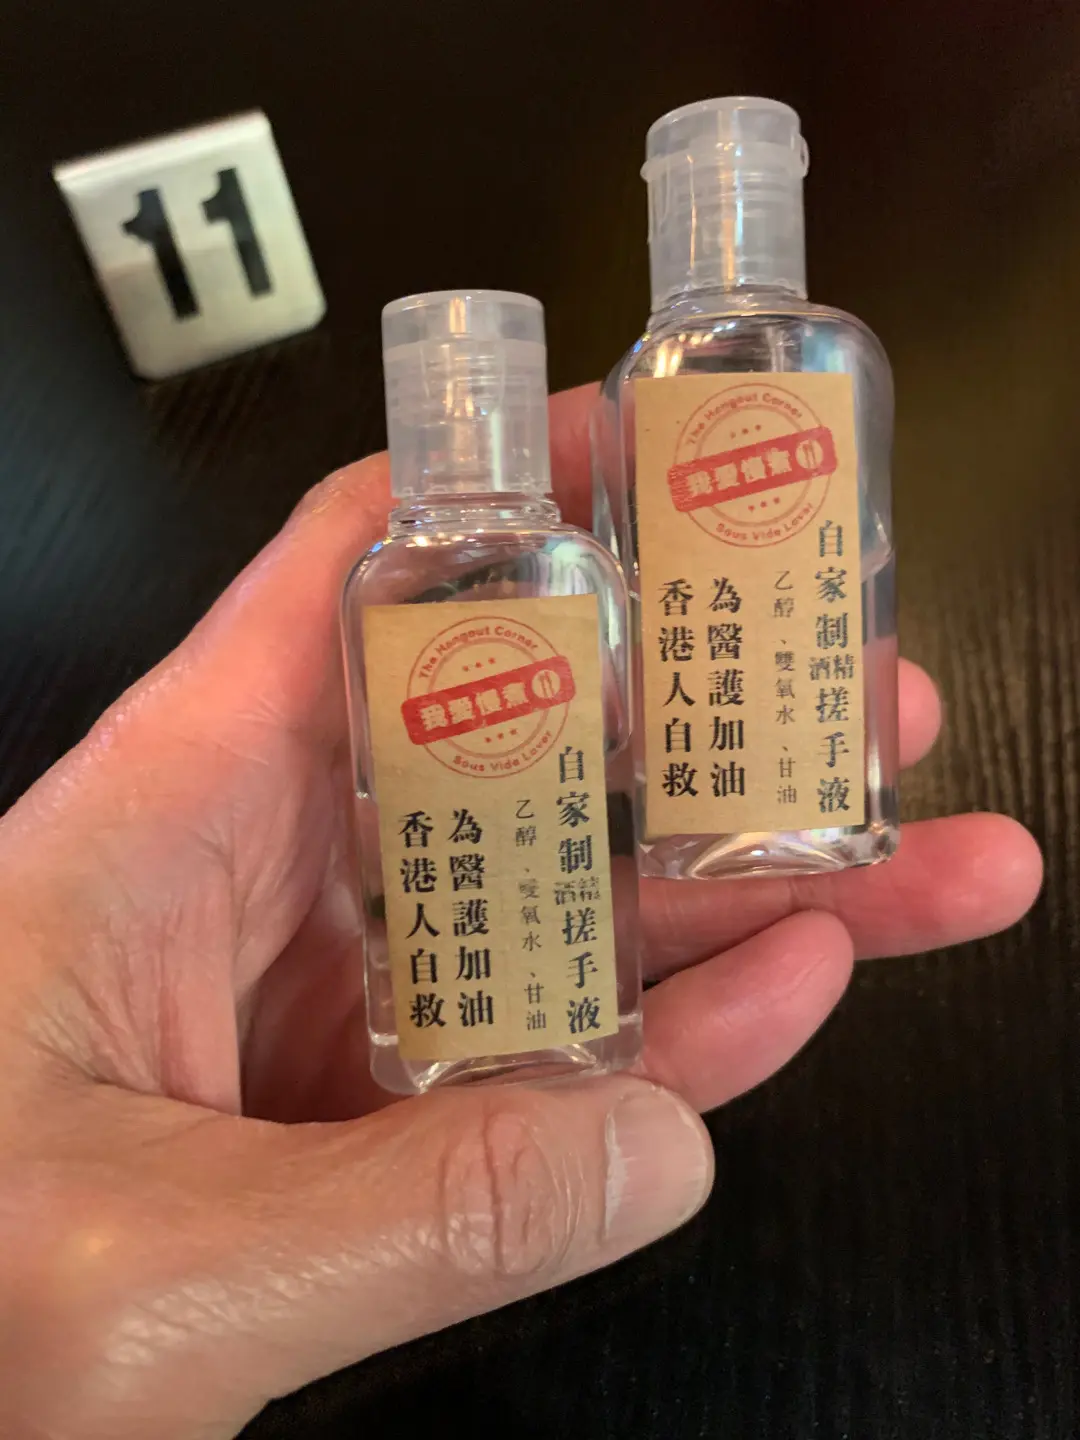 11
The Hangout Corner
我愛慢煮
Sous Vide Lover
自家制酒精搓手液
乙醇、雙氧水、甘油
為醫護加油
香港人自救
The Hangout Corner
我愛慢煮
Sous Vide Lover
自家制酒精搓手液
乙醇、雙氧水、甘油
為醫護加油
香港人自救